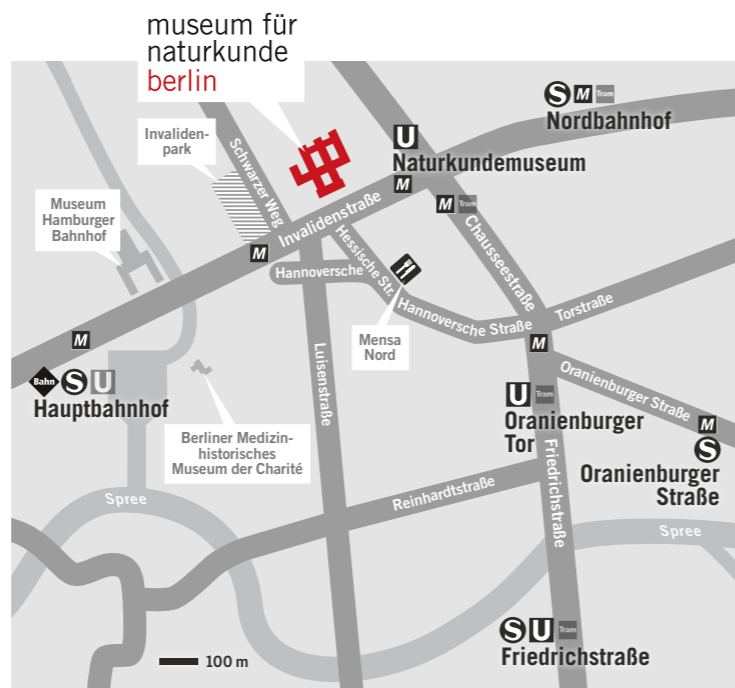 museum für
naturkunde
berlin
S M Tram
Nordbahnhof
Invaliden-
park
Schwarzer Weg
U
Naturkundemuseum
M
M Tram
Museum
Hamburger
Bahnhof
Invalidenstraße
M
Hessische Str.
Chausseestraße
Hannoversche
Hannoversche Straße
Torstraße
Mensa
Nord
M
M
Bahn S U
Hauptbahnhof
Luisenstraße
Oranienburger Straße
U Tram
Oranienburger
Tor
M
S
Oranienburger
Straße
Berliner Medizin-
historisches
Museum der Charité
Friedrichstraße
Reinhardtstraße
Spree
Spree
S U Tram
Friedrichstraße
100 m